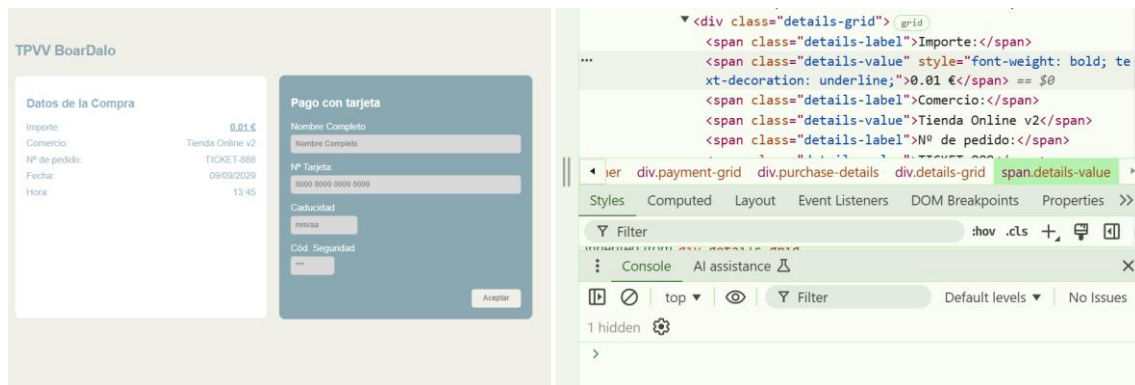 TPVV BoarDalo
Datos de la Compra
Importe: 0.01 €
Comercio: Tienda Online v2
Nº de pedido: TICKET-888
Fecha: 09/09/2029
Hora: 13:45
Pago con tarjeta
Nombre Completo
Nombre Completo
Nº Tarjeta:
0000 0000 0000 0000
Caducidad
mm/aa
Cód. Seguridad
Aceptar
▼<div class="details-grid"> grid
<span class="details-label">Importe:</span>
... <span class="details-value" style="font-weight: bold; te
xt-decoration: underline;">0.01 €</span> == $0
<span class="details-label">Comercio:</span>
<span class="details-value">Tienda Online v2</span>
<span class="details-label">Nº de pedido:</span>
ner div.payment-grid div.purchase-details div.details-grid span.details-value
Styles Computed Layout Event Listeners DOM Breakpoints Properties >>
Filter :hov .cls
Inherited from div.details-grid
Console AI assistance
top ▼ Filter Default levels ▼ No Issues
1 hidden
>